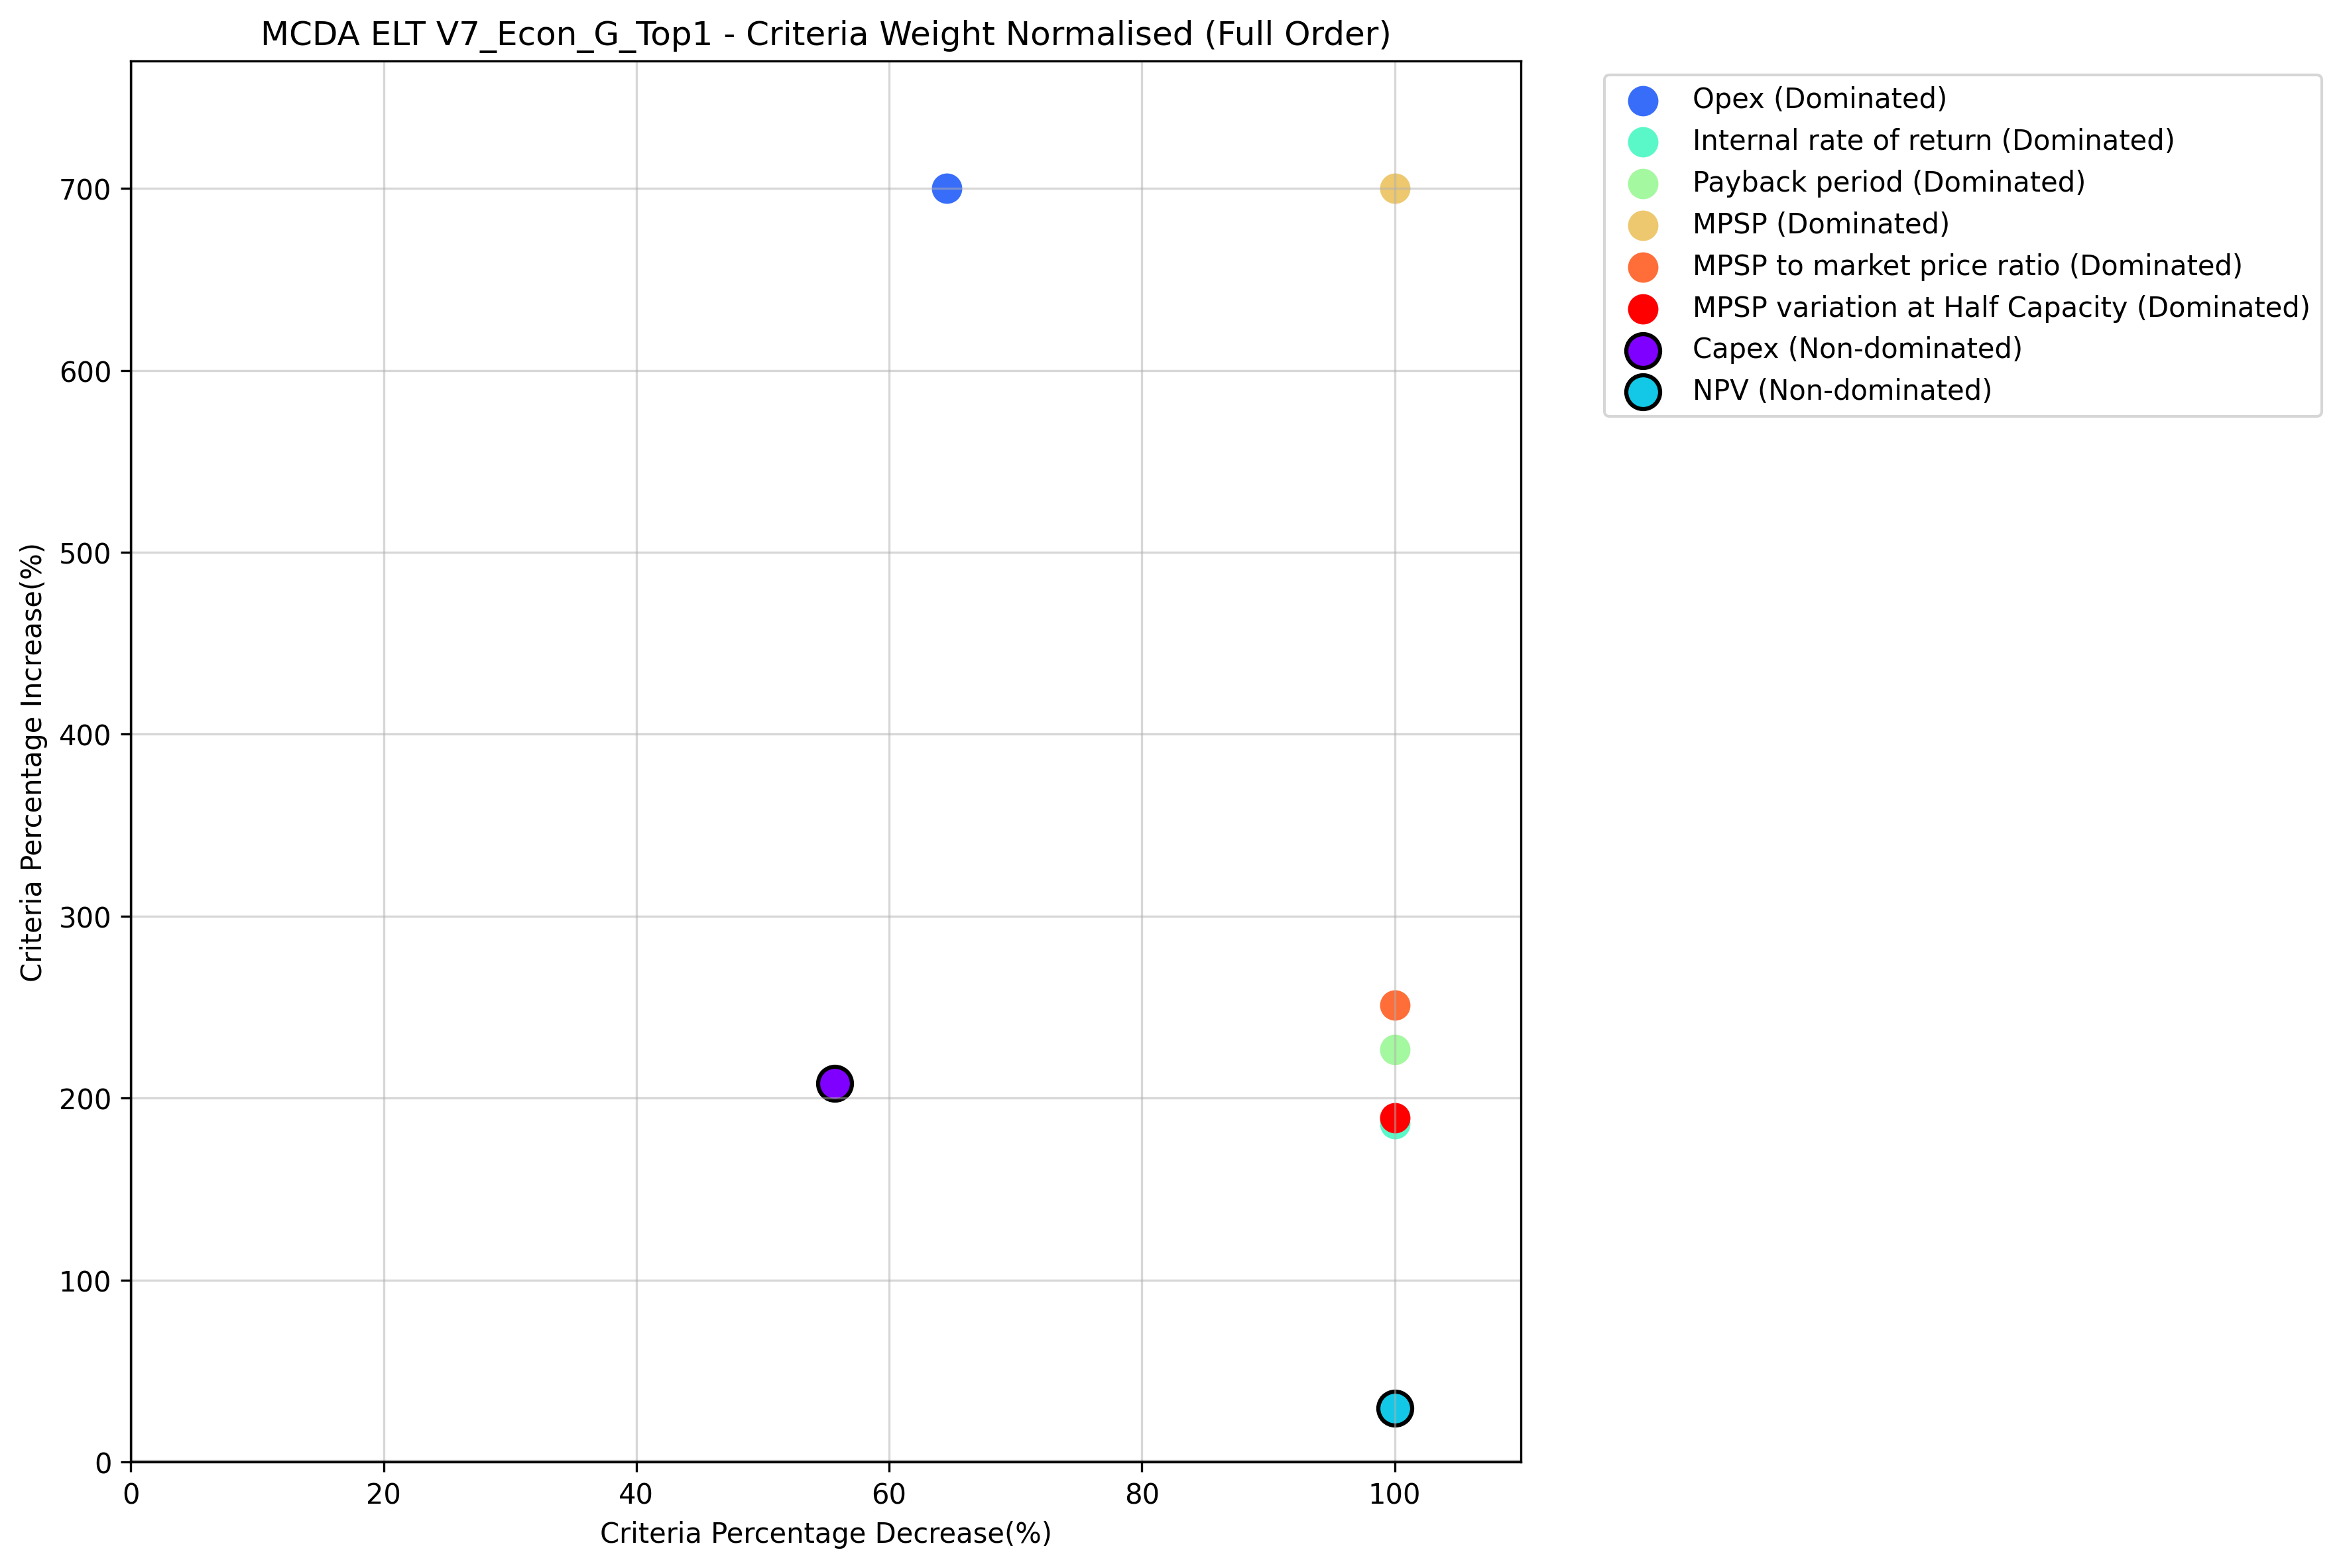 MCDA ELT V7_Econ_G_Top1 - Criteria Weight Normalised (Full Order)
Opex (Dominated)
Internal rate of return (Dominated)
Payback period (Dominated)
MPSP (Dominated)
MPSP to market price ratio (Dominated)
MPSP variation at Half Capacity (Dominated)
Capex (Non-dominated)
NPV (Non-dominated)
Criteria Percentage Increase(%)
700
600
500
400
300
200
100
0
0 20 40 60 80 100
Criteria Percentage Decrease(%)